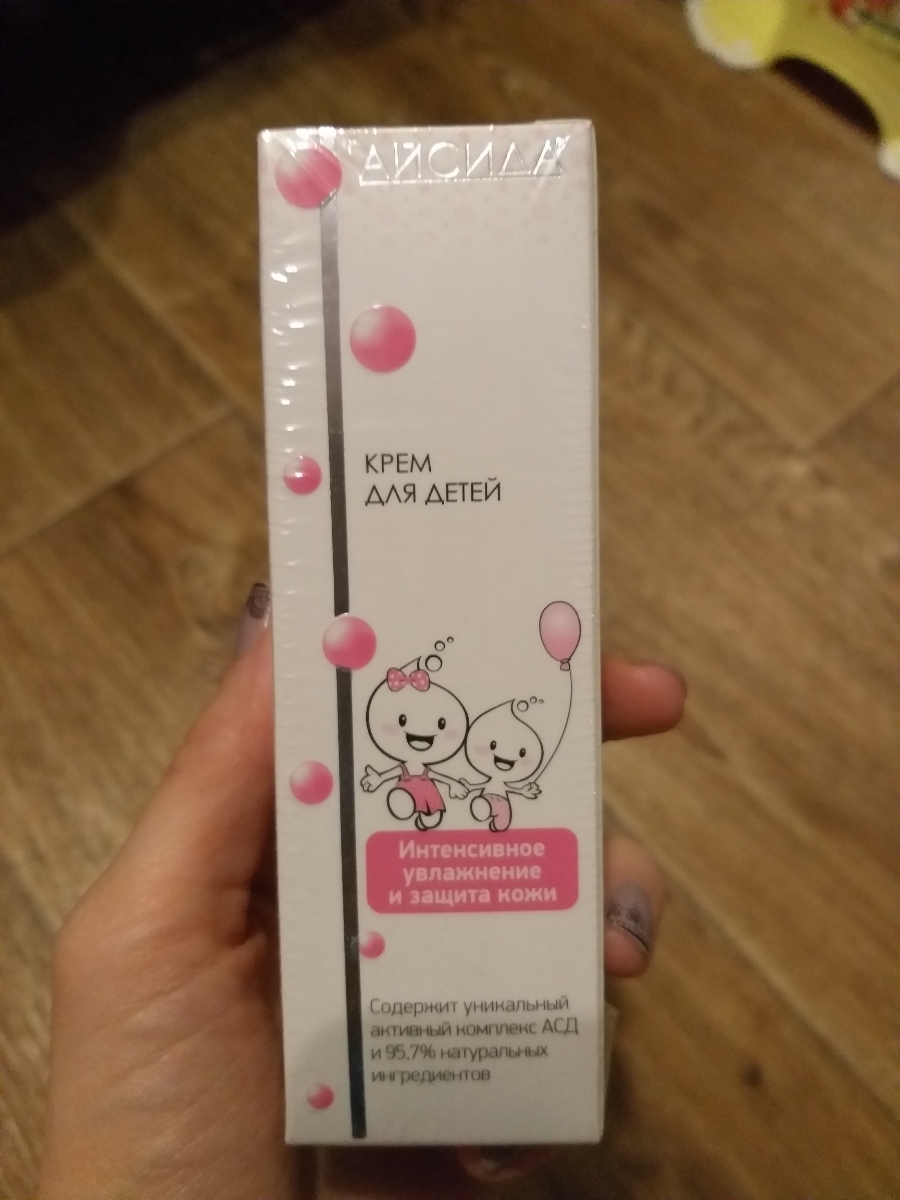 АЙСИДА
КРЕМ
ДЛЯ ДЕТЕЙ
Интенсивное
увлажнение
и защита кожи
Содержит уникальный
активный комплекс АСД
и 95,7% натуральных
ингредиентов